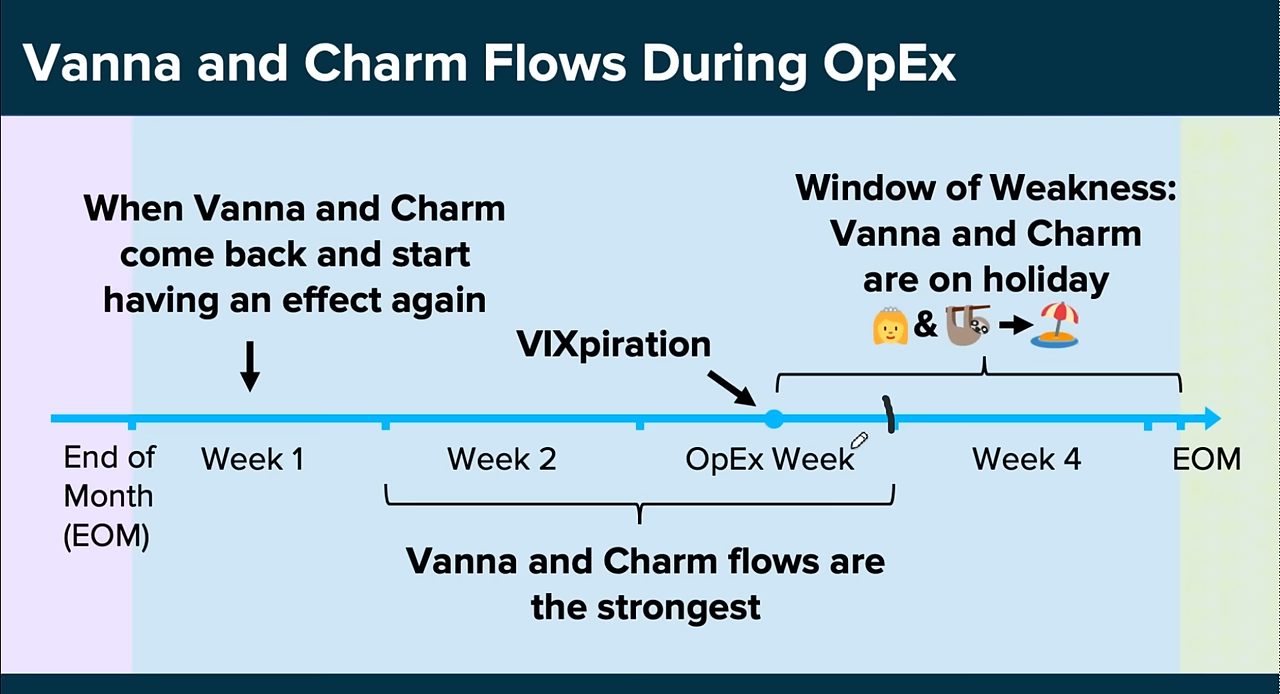 Vanna and Charm Flows During OpEx
When Vanna and Charm
come back and start
having an effect again
VIXpiration
Window of Weakness:
Vanna and Charm
are on holiday
&
End of
Month
(EOM)
Week 1
Week 2
OpEx Week
Week 4
EOM
Vanna and Charm flows are
the strongest